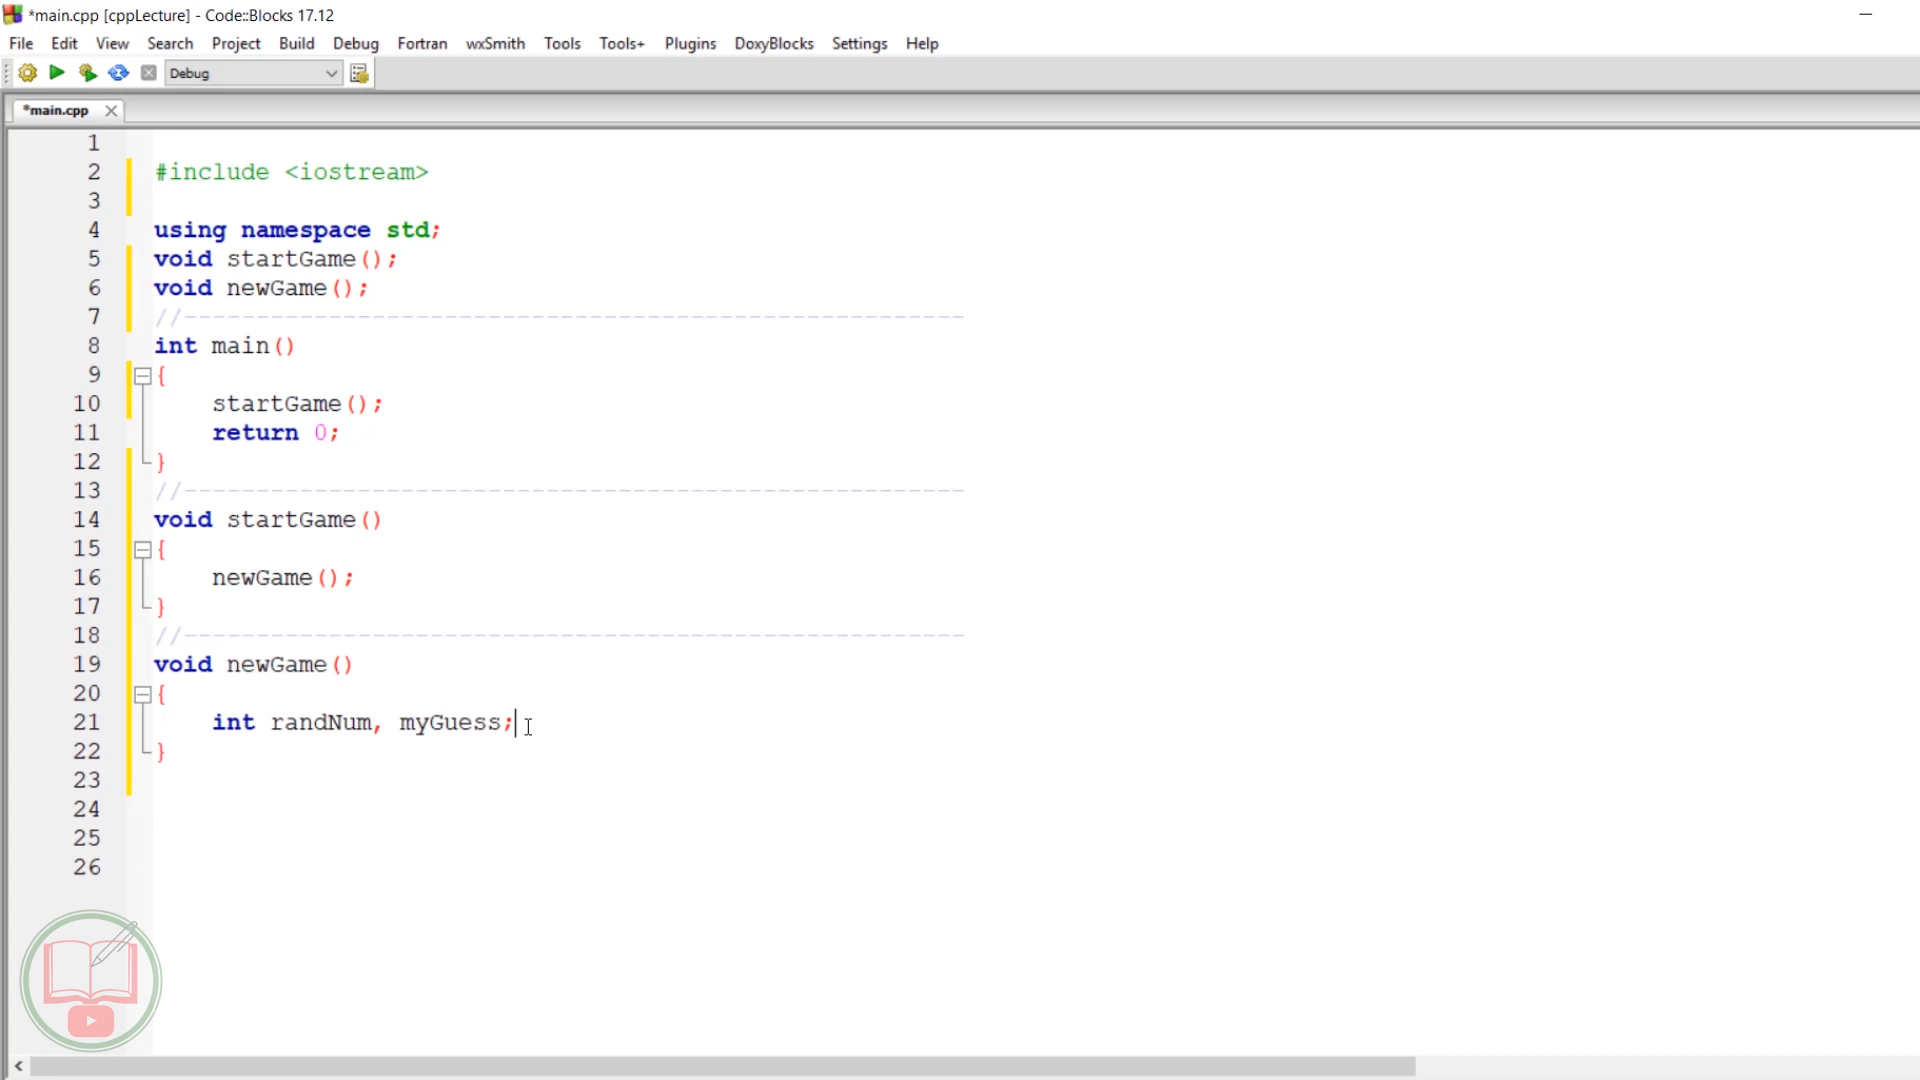 *main.cpp [cppLecture] - Code::Blocks 17.12
File Edit View Search Project Build Debug Fortran wxSmith Tools Tools+ Plugins DoxyBlocks Settings Help
Debug
*main.cpp
1
2 #include <iostream>
3
4 using namespace std;
5 void startGame();
6 void newGame();
7 //------------------------------------------------------
8 int main()
9 {
10 startGame();
11 return 0;
12 }
13 //------------------------------------------------------
14 void startGame()
15 {
16 newGame();
17 }
18 //------------------------------------------------------
19 void newGame()
20 {
21 int randNum, myGuess;
22 }
23
24
25
26